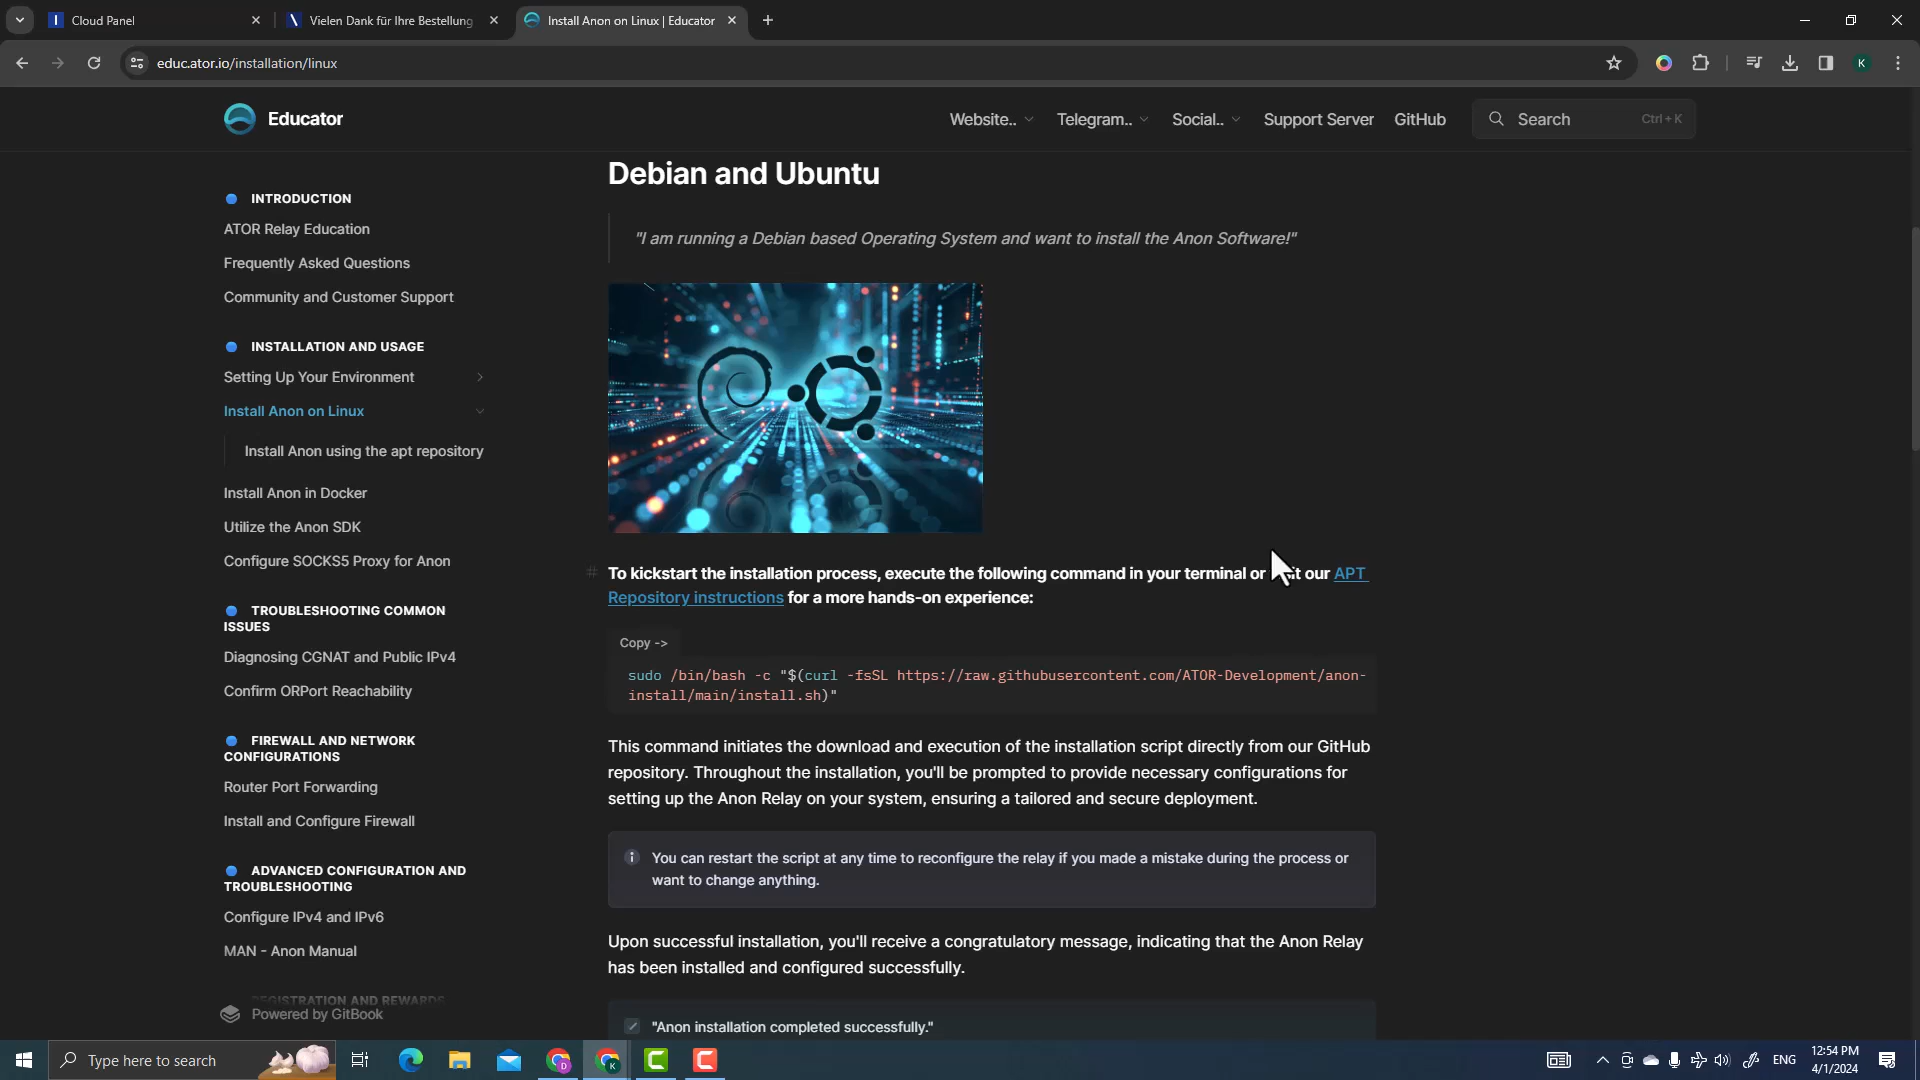 Cloud Panel
Vielen Dank für Ihre Bestellung
Install Anon on Linux | Educator
educ.ator.io/installation/linux
K
Educator
Website..
Telegram..
Social..
Support Server
GitHub
Search
Ctrl + K
INTRODUCTION
ATOR Relay Education
Frequently Asked Questions
Community and Customer Support
INSTALLATION AND USAGE
Setting Up Your Environment
Install Anon on Linux
Install Anon using the apt repository
Install Anon in Docker
Utilize the Anon SDK
Configure SOCKS5 Proxy for Anon
TROUBLESHOOTING COMMON
ISSUES
Diagnosing CGNAT and Public IPv4
Confirm ORPort Reachability
FIREWALL AND NETWORK
CONFIGURATIONS
Router Port Forwarding
Install and Configure Firewall
ADVANCED CONFIGURATION AND
TROUBLESHOOTING
Configure IPv4 and IPv6
MAN - Anon Manual
REGISTRATION AND REWARDS
Powered by GitBook
Debian and Ubuntu
"I am running a Debian based Operating System and want to install the Anon Software!"
# To kickstart the installation process, execute the following command in your terminal or our APT
Repository instructions for a more hands-on experience:
Copy ->
sudo /bin/bash -c "$(curl -fsSL https://raw.githubusercontent.com/ATOR-Development/anon-
install/main/install.sh)"
This command initiates the download and execution of the installation script directly from our GitHub
repository. Throughout the installation, you'll be prompted to provide necessary configurations for
setting up the Anon Relay on your system, ensuring a tailored and secure deployment.
You can restart the script at any time to reconfigure the relay if you made a mistake during the process or
want to change anything.
Upon successful installation, you'll receive a congratulatory message, indicating that the Anon Relay
has been installed and configured successfully.
"Anon installation completed successfully."
Type here to search
D
K
ENG
12:54 PM
4/1/2024